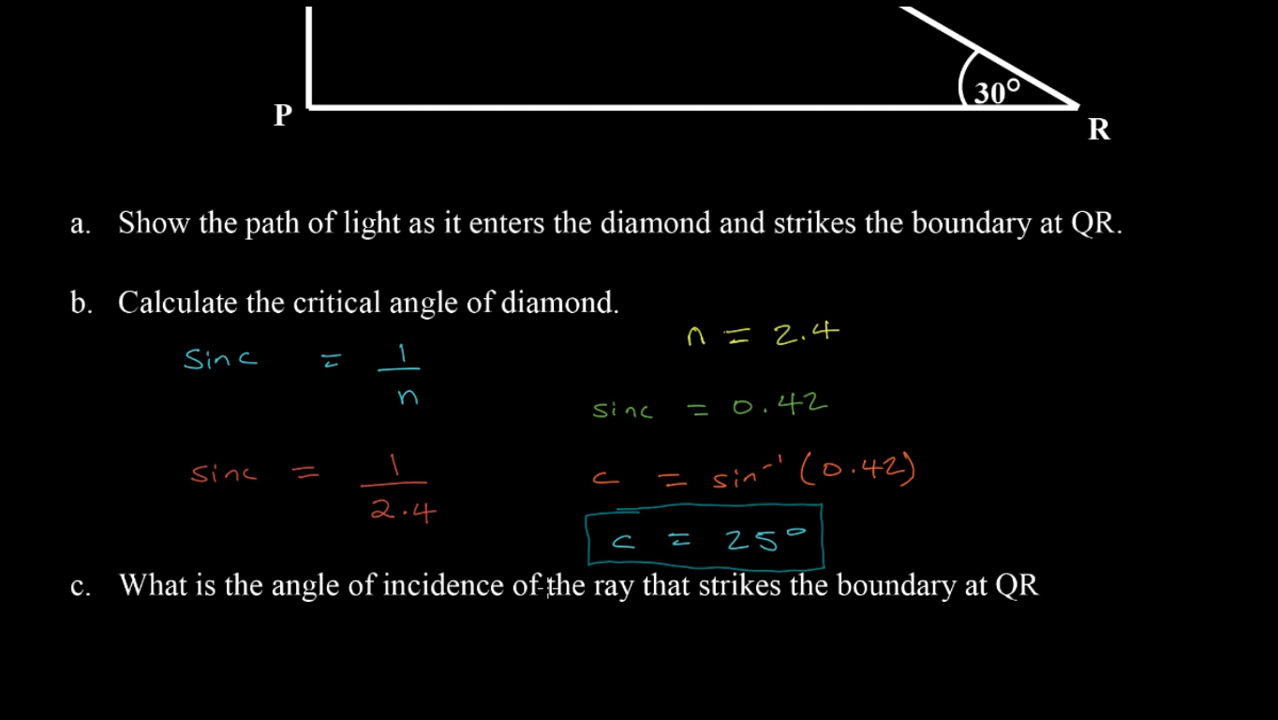 30°
P
R
a. Show the path of light as it enters the diamond and strikes the boundary at QR.
b. Calculate the critical angle of diamond.
n = 2.4
sinc = 1/n
sinc = 0.42
sinc = 1/2.4
c = sin⁻¹(0.42)
c = 25°
c. What is the angle of incidence of the ray that strikes the boundary at QR